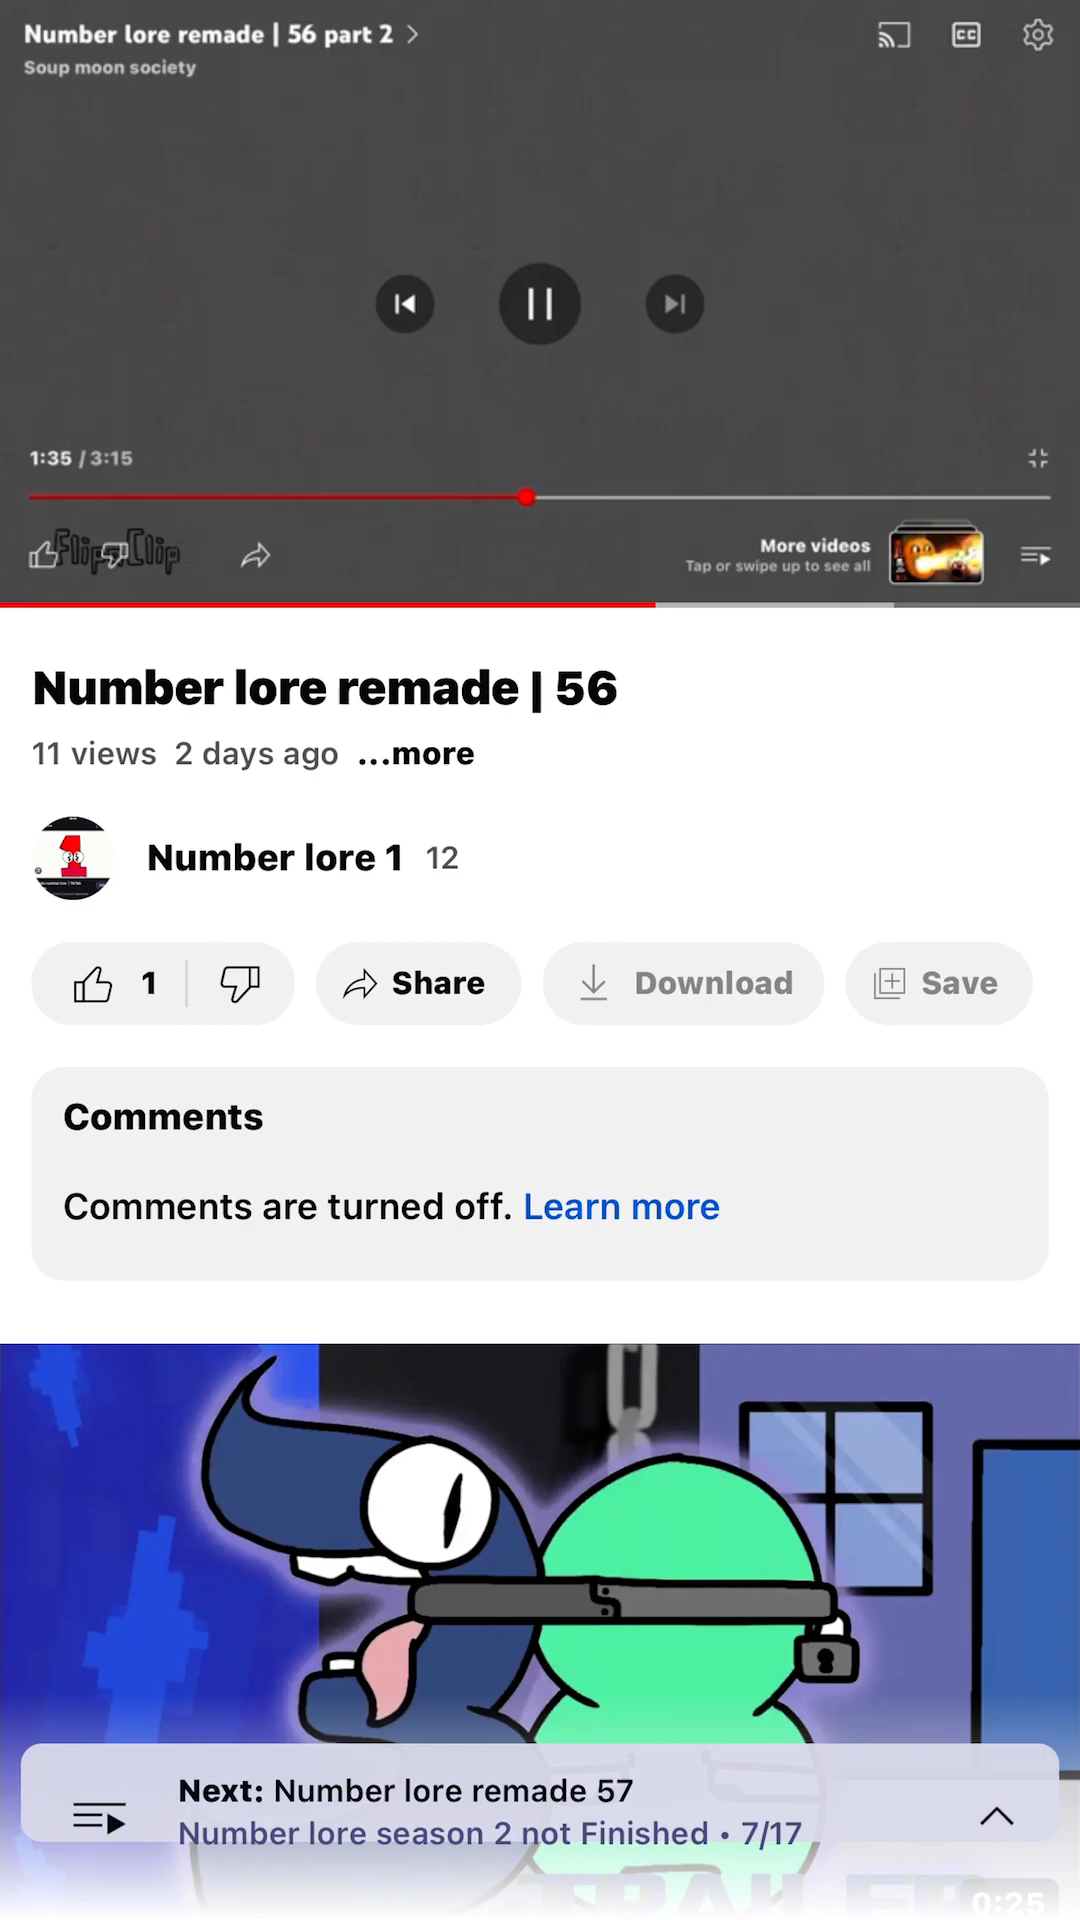 Number lore remade | 56 part 2
Soup moon society
CC
1:35 / 3:15
FlipaClip
More videos
Tap or swipe up to see all
Number lore remade | 56
11 views 2 days ago ...more
Number lore 1 12
1
Share
Download
Save
Comments
Comments are turned off. Learn more
Next: Number lore remade 57
Number lore season 2 not Finished • 7/17
TRAILER
0:25